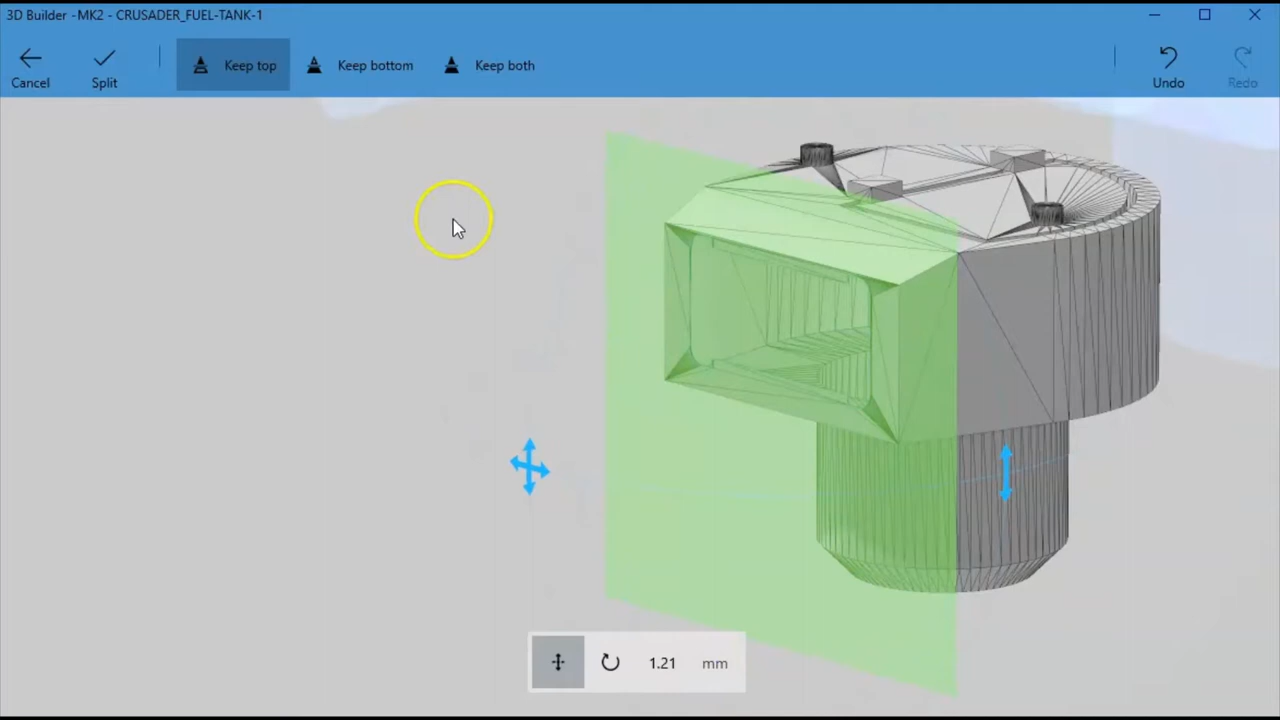 3D Builder -MK2 - CRUSADER_FUEL-TANK-1
Cancel
Split
Keep top
Keep bottom
Keep both
Undo
Redo
1.21 mm